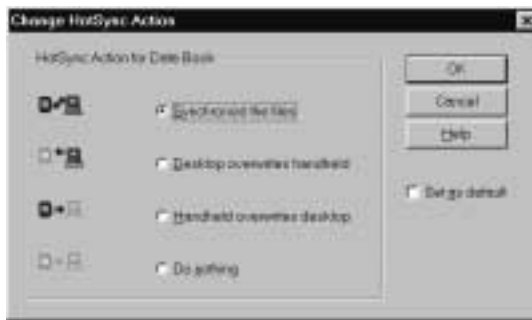 Change HotSync Action
HotSync Action for Date Book
Synchronize the files
Desktop overwrites handheld
Handheld overwrites desktop
Do nothing
OK
Cancel
Help
Set as default